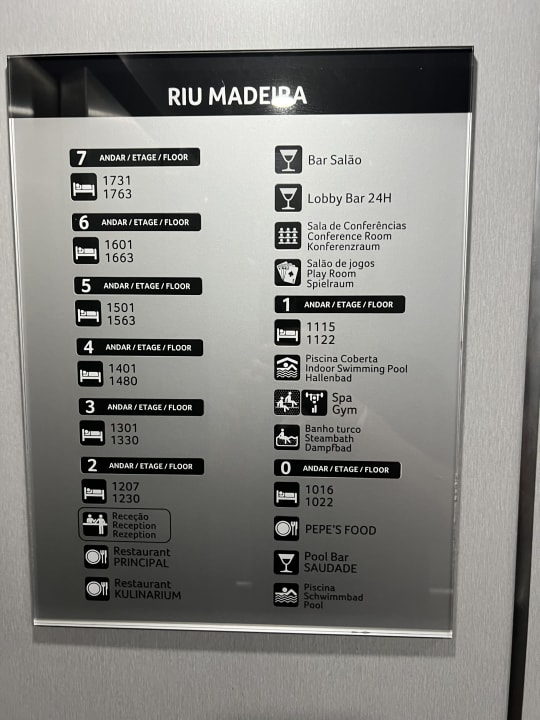 RIU MADEIRA
7 ANDAR / ETAGE / FLOOR
1731
1763
6 ANDAR / ETAGE / FLOOR
1601
1663
5 ANDAR / ETAGE / FLOOR
1501
1563
4 ANDAR / ETAGE / FLOOR
1401
1480
3 ANDAR / ETAGE / FLOOR
1301
1330
2 ANDAR / ETAGE / FLOOR
1207
1230
Receção
Reception
Rezeption
Restaurant
PRINCIPAL
Restaurant
KULINARIUM
Bar Salão
Lobby Bar 24H
Sala de Conferências
Conference Room
Konferenzraum
Salão de jogos
Play Room
Spielraum
1 ANDAR / ETAGE / FLOOR
1115
1122
Piscina Coberta
Indoor Swimming Pool
Hallenbad
Spa
Gym
Banho turco
Steambath
Dampfbad
0 ANDAR / ETAGE / FLOOR
1016
1022
PEPE'S FOOD
Pool Bar
SAUDADE
Piscina
Schwimmbad
Pool